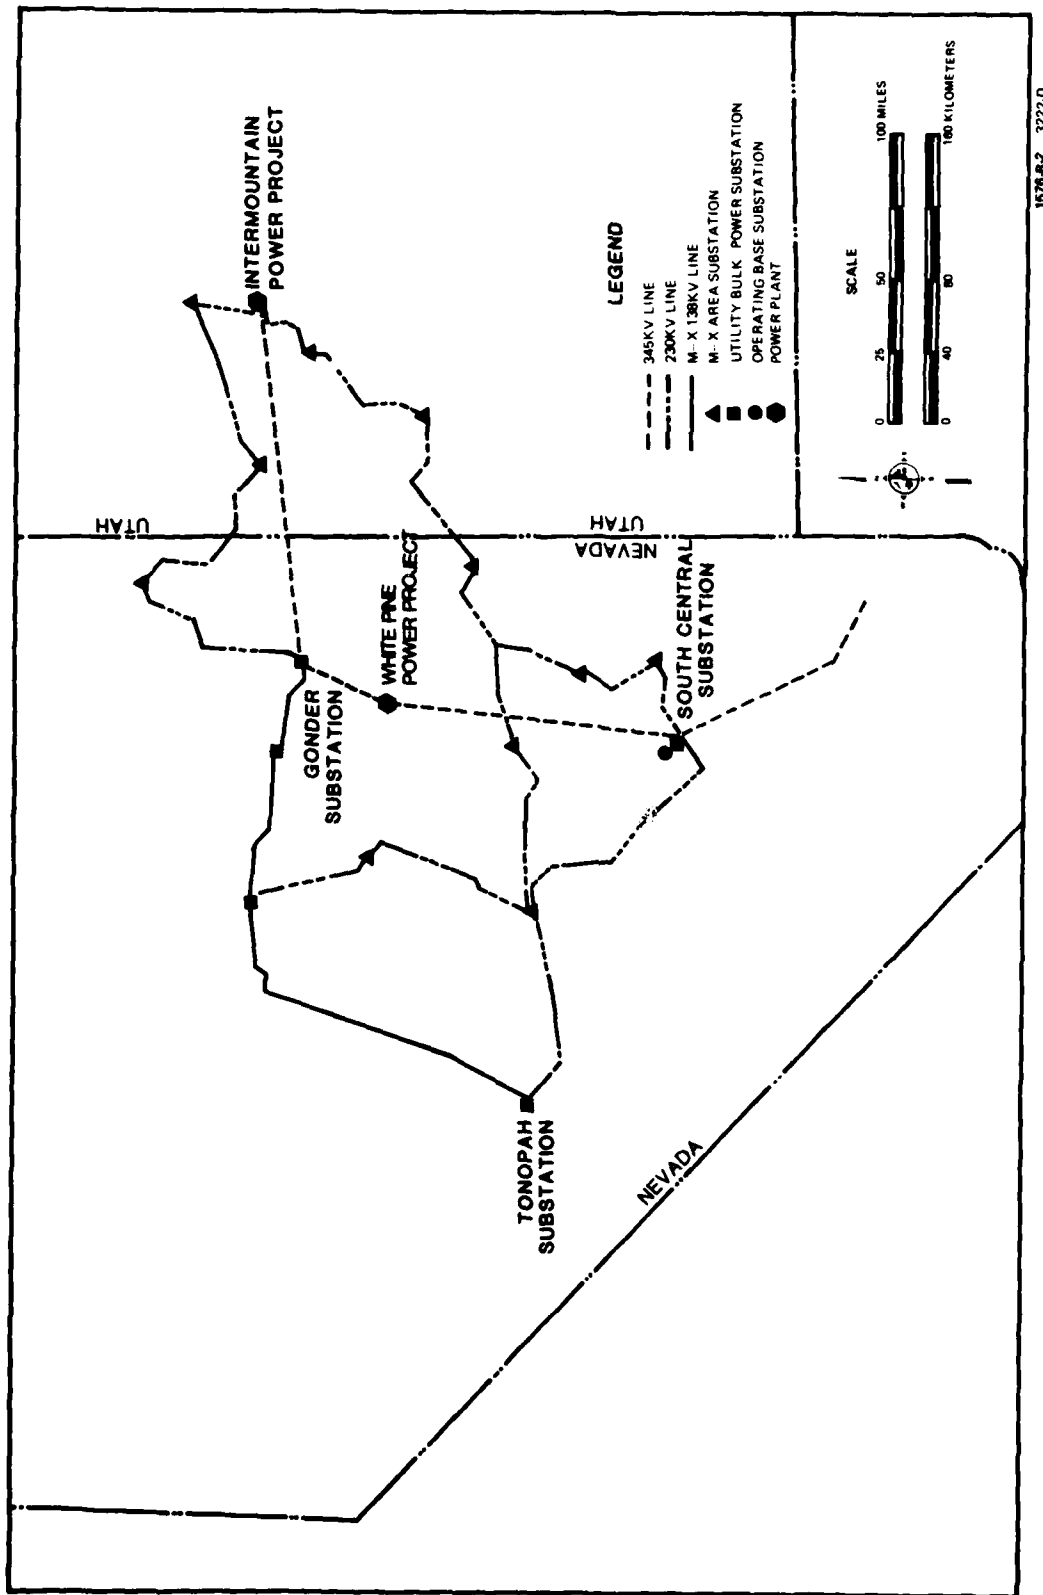 INTERMOUNTAIN
POWER PROJECT
UTAH
GONDER
SUBSTATION
WHITE PINE
POWER PROJECT
NEVADA
UTAH
SOUTH CENTRAL
SUBSTATION
TONOPAH
SUBSTATION
NEVADA
LEGEND
345KV LINE
230KV LINE
M-X 138KV LINE
M-X AREA SUBSTATION
UTILITY BULK POWER SUBSTATION
OPERATING BASE SUBSTATION
POWER PLANT
SCALE
0 25 50 100 MILES
0 40 80 160 KILOMETERS